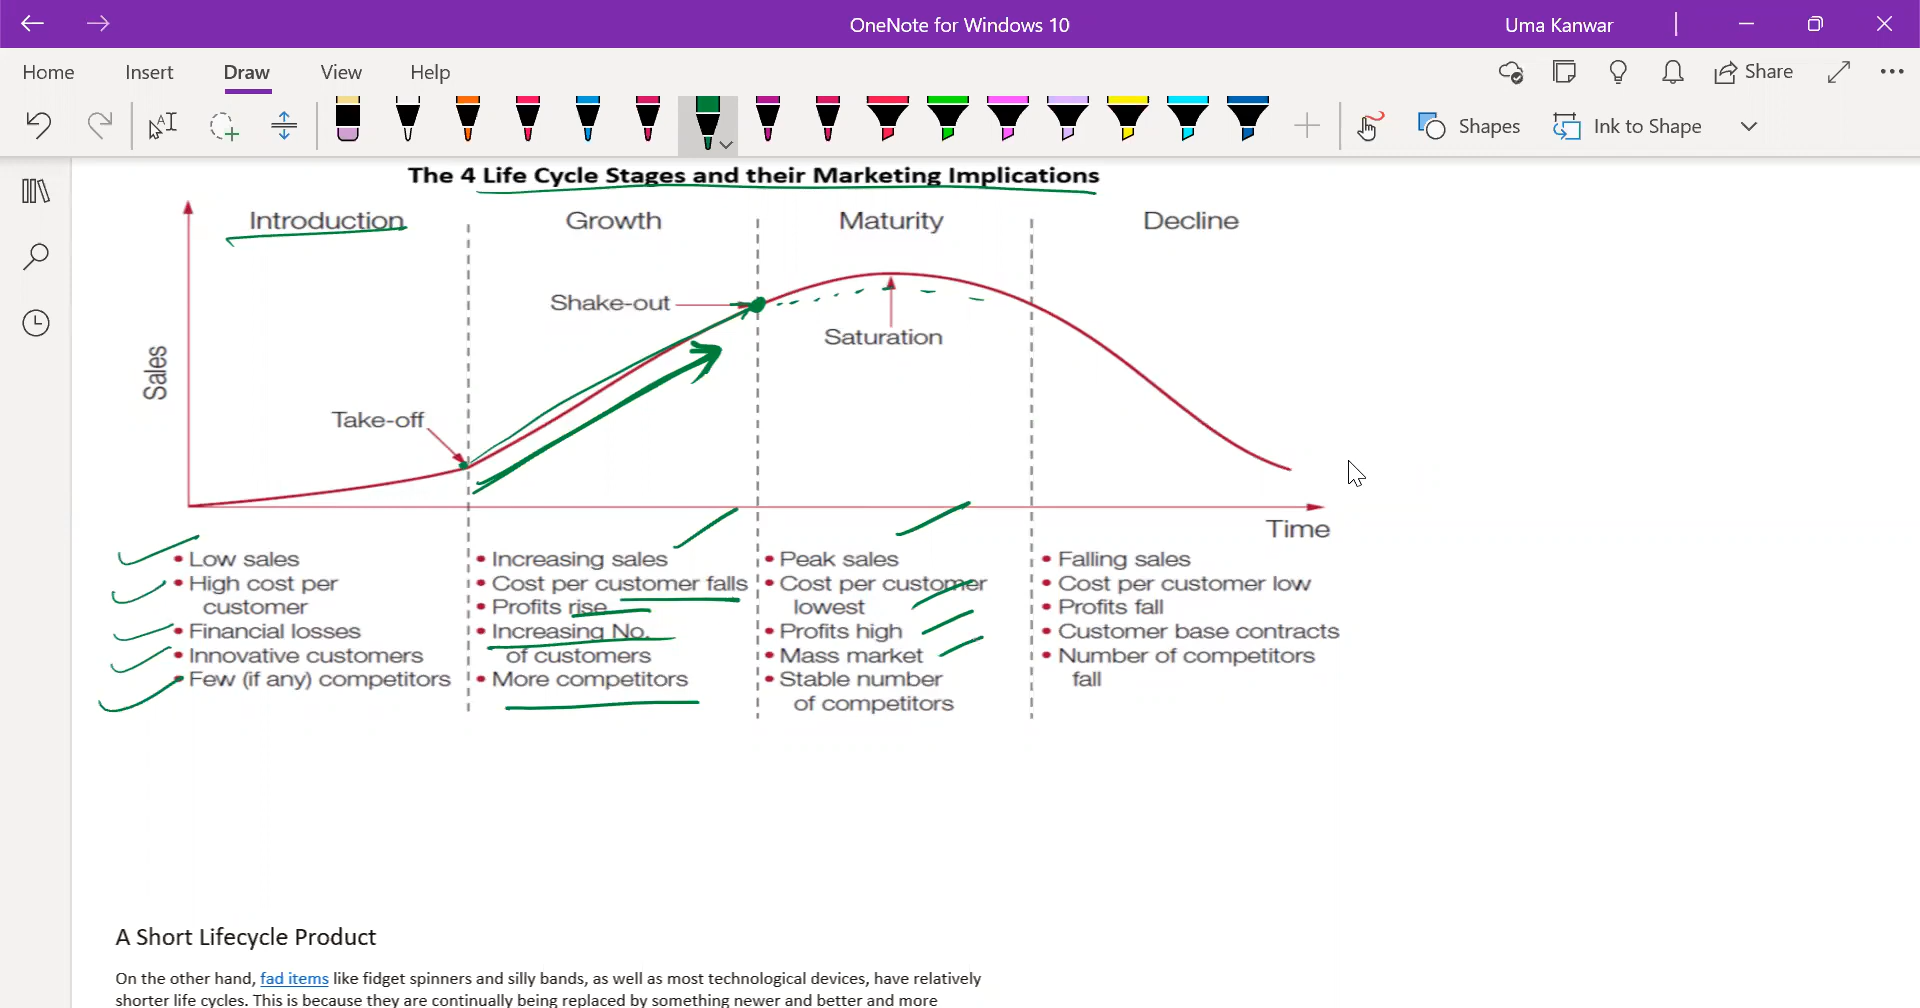 OneNote for Windows 10
Uma Kanwar
Home Insert Draw View Help
Share
Shapes
Ink to Shape
The 4 Life Cycle Stages and their Marketing Implications
Introduction Growth Maturity Decline
Shake-out
Saturation
Sales
Take-off
Time
• Low sales
• High cost per
customer
• Financial losses
• Innovative customers
• Few (if any) competitors
• Increasing sales
• Cost per customer falls
• Profits rise
• Increasing No.
of customers
• More competitors
• Peak sales
• Cost per customer
lowest
• Profits high
• Mass market
• Stable number
of competitors
• Falling sales
• Cost per customer low
• Profits fall
• Customer base contracts
• Number of competitors
fall
A Short Lifecycle Product
On the other hand, fad items like fidget spinners and silly bands, as well as most technological devices, have relatively
shorter life cycles. This is because they are continually being replaced by something newer and better and more